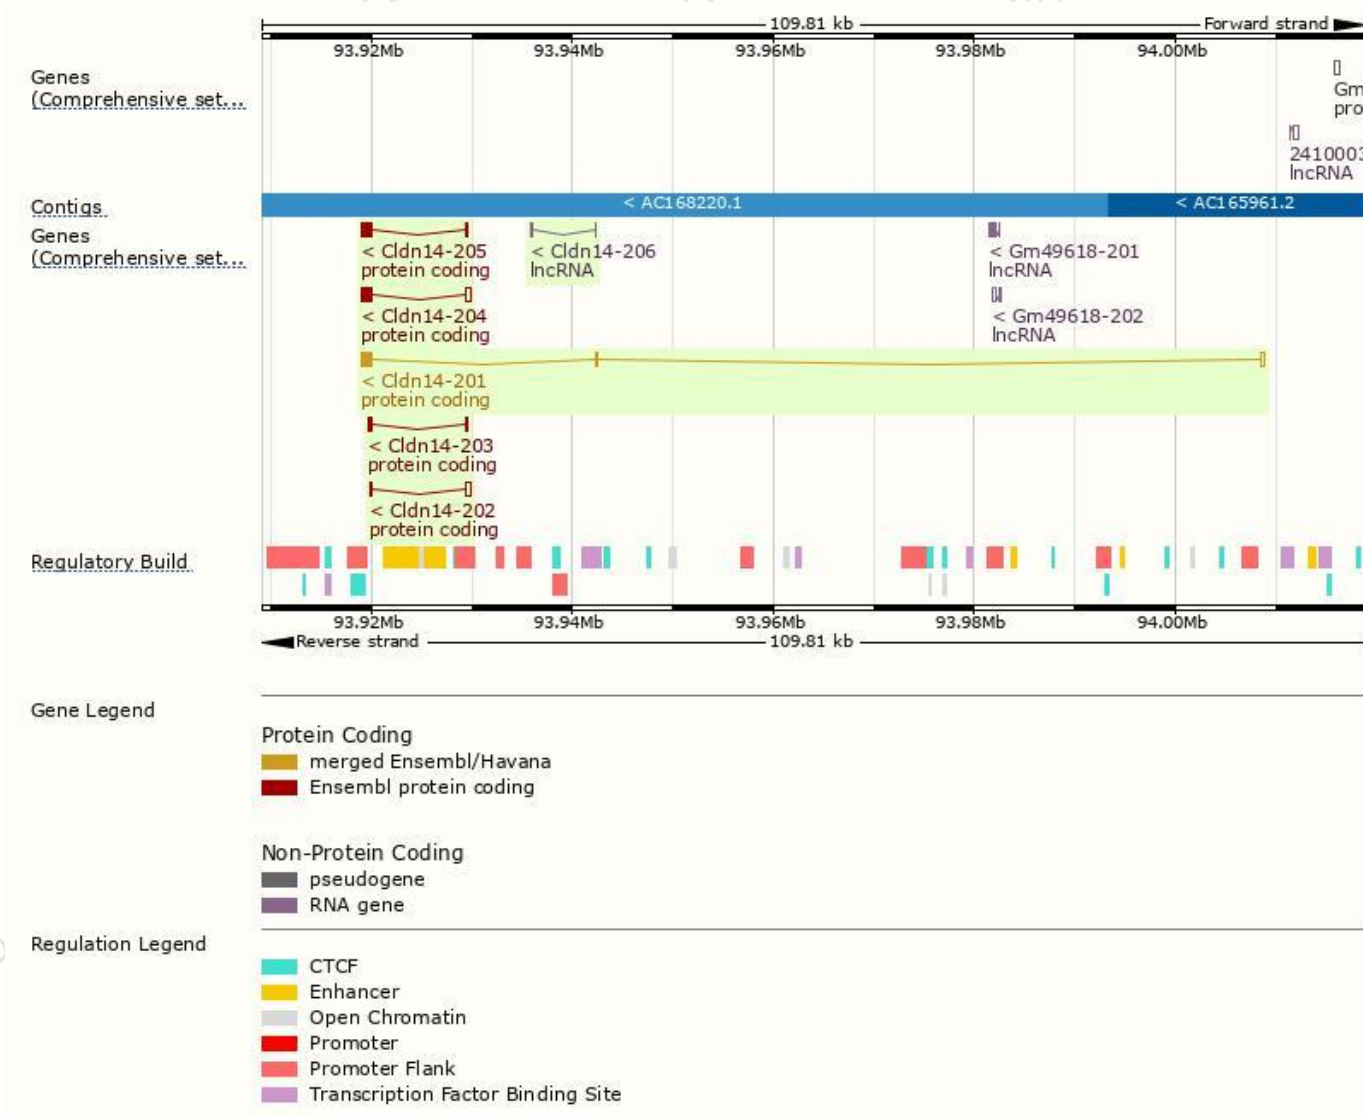 109.81 kb Forward strand
93.92Mb 93.94Mb 93.96Mb 93.98Mb 94.00Mb
Genes
(Comprehensive set...
Gm
pro
2410003
lncRNA
Contigs
< AC168220.1 < AC165961.2
Genes
(Comprehensive set...
< Cldn14-205 < Cldn14-206 < Gm49618-201
protein coding lncRNA lncRNA
< Cldn14-204 < Gm49618-202
protein coding lncRNA
< Cldn14-201
protein coding
< Cldn14-203
protein coding
< Cldn14-202
protein coding
Regulatory Build
93.92Mb 93.94Mb 93.96Mb 93.98Mb 94.00Mb
Reverse strand 109.81 kb
Gene Legend
Protein Coding
merged Ensembl/Havana
Ensembl protein coding
Non-Protein Coding
pseudogene
RNA gene
Regulation Legend
CTCF
Enhancer
Open Chromatin
Promoter
Promoter Flank
Transcription Factor Binding Site